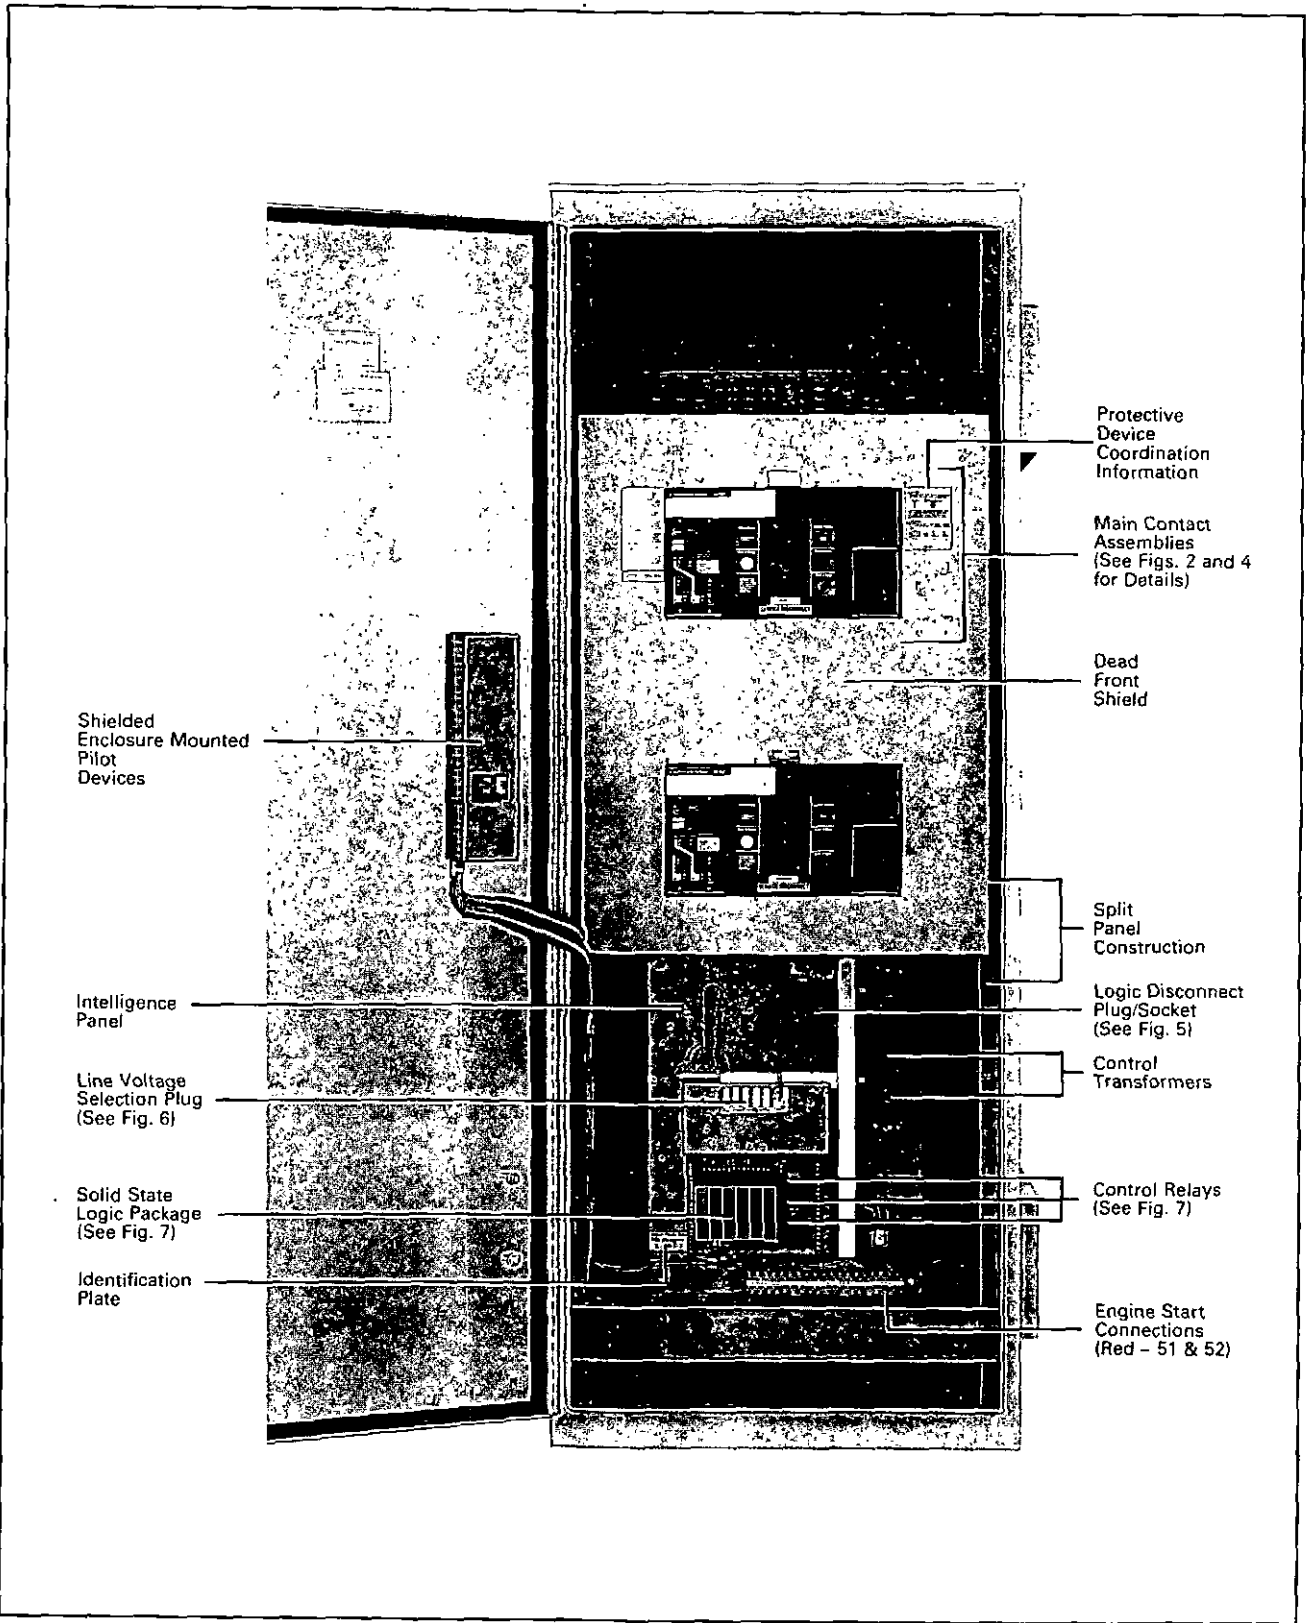 Protective
Device
Coordination
Information
Main Contact
Assemblies
(See Figs. 2 and 4
for Details)
Dead
Front
Shield
Shielded
Enclosure Mounted
Pilot
Devices
Split
Panel
Construction
Intelligence
Panel
Logic Disconnect
Plug/Socket
(See Fig. 5)
Line Voltage
Selection Plug
(See Fig. 6)
Control
Transformers
Solid State
Logic Package
(See Fig. 7)
Control Relays
(See Fig. 7)
Identification
Plate
Engine Start
Connections
(Red – 51 & 52)